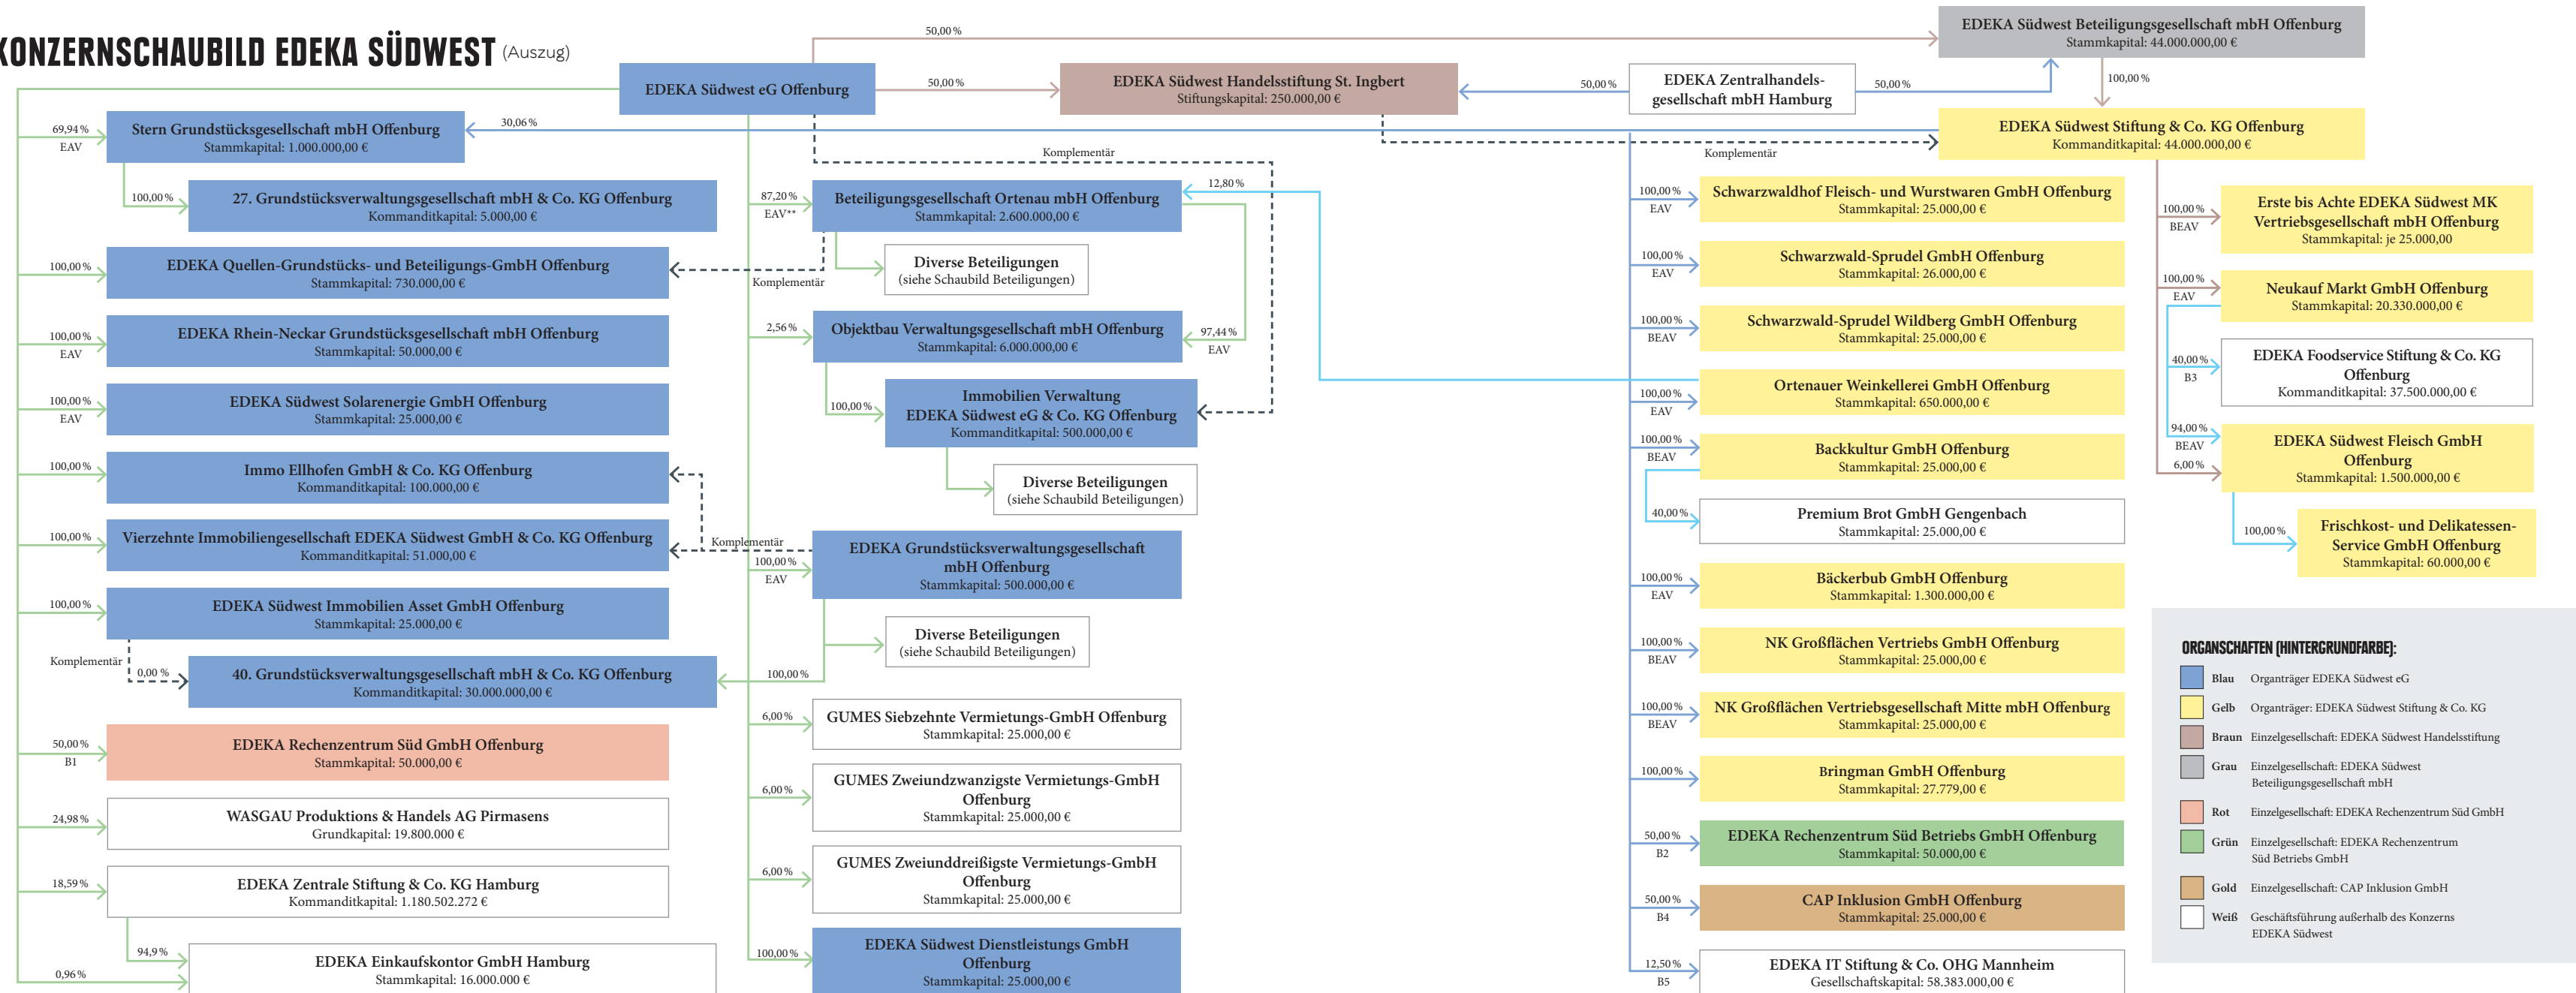 KONZERNSCHAUBILD EDEKA SÜDWEST (Auszug)
50,00 %
EDEKA Südwest Beteiligungsgesellschaft mbH Offenburg
Stammkapital: 44.000.000,00 €
EDEKA Südwest eG Offenburg
50,00 %
EDEKA Südwest Handelsstiftung St. Ingbert
Stiftungskapital: 250.000,00 €
50,00 %
EDEKA Zentralhandels-
gesellschaft mbH Hamburg
50,00 %
100,00 %
69,94 %
EAV
Stern Grundstücksgesellschaft mbH Offenburg
Stammkapital: 1.000.000,00 €
30,06 %
EDEKA Südwest Stiftung & Co. KG Offenburg
Kommanditkapital: 44.000.000,00 €
Komplementär
Komplementär
100,00 %
27. Grundstücksverwaltungsgesellschaft mbH & Co. KG Offenburg
Kommanditkapital: 5.000,00 €
100,00 %
EDEKA Quellen-Grundstücks- und Beteiligungs-GmbH Offenburg
Stammkapital: 730.000,00 €
100,00 %
EAV
EDEKA Rhein-Neckar Grundstücksgesellschaft mbH Offenburg
Stammkapital: 50.000,00 €
100,00 %
EAV
EDEKA Südwest Solarenergie GmbH Offenburg
Stammkapital: 25.000,00 €
100,00 %
Immo Ellhofen GmbH & Co. KG Offenburg
Kommanditkapital: 100.000,00 €
100,00 %
Vierzehnte Immobiliengesellschaft EDEKA Südwest GmbH & Co. KG Offenburg
Kommanditkapital: 51.000,00 €
100,00 %
EDEKA Südwest Immobilien Asset GmbH Offenburg
Stammkapital: 25.000,00 €
Komplementär
0,00 %
40. Grundstücksverwaltungsgesellschaft mbH & Co. KG Offenburg
Kommanditkapital: 30.000.000,00 €
50,00 %
B1
EDEKA Rechenzentrum Süd GmbH Offenburg
Stammkapital: 50.000,00 €
24,98 %
WASGAU Produktions & Handels AG Pirmasens
Grundkapital: 19.800.000 €
18,59 %
EDEKA Zentrale Stiftung & Co. KG Hamburg
Kommanditkapital: 1.180.502.272 €
94,9 %
0,96 %
EDEKA Einkaufskontor GmbH Hamburg
Stammkapital: 16.000.000 €
87,20 %
EAV**
Beteiligungsgesellschaft Ortenau mbH Offenburg
Stammkapital: 2.600.000,00 €
12,80 %
Komplementär
Diverse Beteiligungen
(siehe Schaubild Beteiligungen)
2,56 %
Objektbau Verwaltungsgesellschaft mbH Offenburg
Stammkapital: 6.000.000,00 €
97,44 %
EAV
100,00 %
Immobilien Verwaltung
EDEKA Südwest eG & Co. KG Offenburg
Kommanditkapital: 500.000,00 €
Diverse Beteiligungen
(siehe Schaubild Beteiligungen)
Komplementär
100,00 %
EAV
EDEKA Grundstücksverwaltungsgesellschaft
mbH Offenburg
Stammkapital: 500.000,00 €
Diverse Beteiligungen
(siehe Schaubild Beteiligungen)
100,00 %
6,00 %
GUMES Siebzehnte Vermietungs-GmbH Offenburg
Stammkapital: 25.000,00 €
6,00 %
GUMES Zweiundzwanzigste Vermietungs-GmbH
Offenburg
Stammkapital: 25.000,00 €
6,00 %
GUMES Zweiunddreißigste Vermietungs-GmbH
Offenburg
Stammkapital: 25.000,00 €
100,00 %
EDEKA Südwest Dienstleistungs GmbH
Offenburg
Stammkapital: 25.000,00 €
100,00 %
EAV
Schwarzwaldhof Fleisch- und Wurstwaren GmbH Offenburg
Stammkapital: 25.000,00 €
100,00 %
EAV
Schwarzwald-Sprudel GmbH Offenburg
Stammkapital: 26.000,00 €
100,00 %
BEAV
Schwarzwald-Sprudel Wildberg GmbH Offenburg
Stammkapital: 25.000,00 €
100,00 %
EAV
Ortenauer Weinkellerei GmbH Offenburg
Stammkapital: 650.000,00 €
100,00 %
BEAV
Backkultur GmbH Offenburg
Stammkapital: 25.000,00 €
40,00 %
Premium Brot GmbH Gengenbach
Stammkapital: 25.000,00 €
100,00 %
EAV
Bäckerbub GmbH Offenburg
Stammkapital: 1.300.000,00 €
100,00 %
BEAV
NK Großflächen Vertriebs GmbH Offenburg
Stammkapital: 25.000,00 €
100,00 %
BEAV
NK Großflächen Vertriebsgesellschaft Mitte mbH Offenburg
Stammkapital: 25.000,00 €
100,00 %
Bringman GmbH Offenburg
Stammkapital: 27.779,00 €
50,00 %
B2
EDEKA Rechenzentrum Süd Betriebs GmbH Offenburg
Stammkapital: 50.000,00 €
50,00 %
B4
CAP Inklusion GmbH Offenburg
Stammkapital: 25.000,00 €
12,50 %
B5
EDEKA IT Stiftung & Co. OHG Mannheim
Gesellschaftskapital: 58.383.000,00 €
100,00 %
BEAV
Erste bis Achte EDEKA Südwest MK
Vertriebsgesellschaft mbH Offenburg
Stammkapital: je 25.000,00
100,00 %
EAV
Neukauf Markt GmbH Offenburg
Stammkapital: 20.330.000,00 €
40,00 %
B3
EDEKA Foodservice Stiftung & Co. KG
Offenburg
Kommanditkapital: 37.500.000,00 €
94,00 %
BEAV
6,00 %
EDEKA Südwest Fleisch GmbH
Offenburg
Stammkapital: 1.500.000,00 €
100,00 %
Frischkost- und Delikatessen-
Service GmbH Offenburg
Stammkapital: 60.000,00 €
ORGANSCHAFTEN (HINTERGRUNDFARBE):
Blau Organträger EDEKA Südwest eG
Gelb Organträger: EDEKA Südwest Stiftung & Co. KG
Braun Einzelgesellschaft: EDEKA Südwest Handelsstiftung
Grau Einzelgesellschaft: EDEKA Südwest
Beteiligungsgesellschaft mbH
Rot Einzelgesellschaft: EDEKA Rechenzentrum Süd GmbH
Grün Einzelgesellschaft: EDEKA Rechenzentrum
Süd Betriebs GmbH
Gold Einzelgesellschaft: CAP Inklusion GmbH
Weiß Geschäftsführung außerhalb des Konzerns
EDEKA Südwest